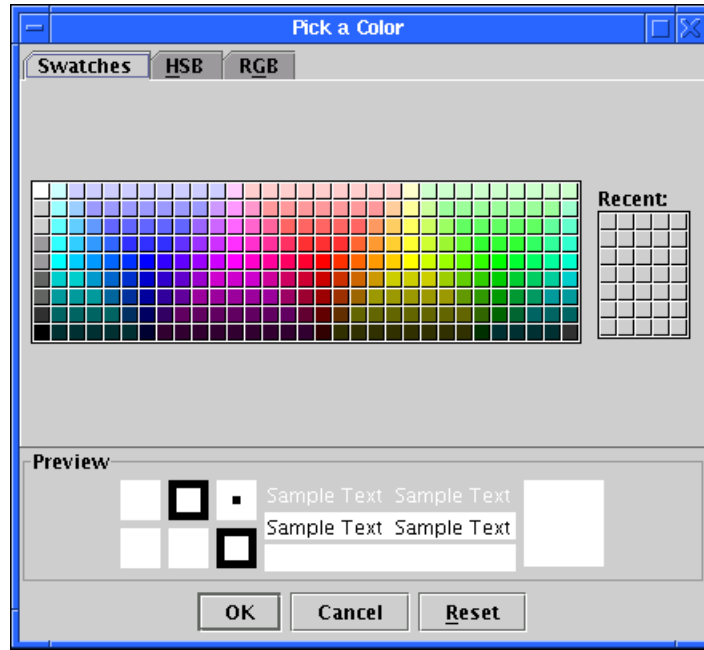 Pick a Color
Swatches HSB RGB
Recent:
Preview
Sample Text Sample Text
Sample Text Sample Text
OK Cancel Reset